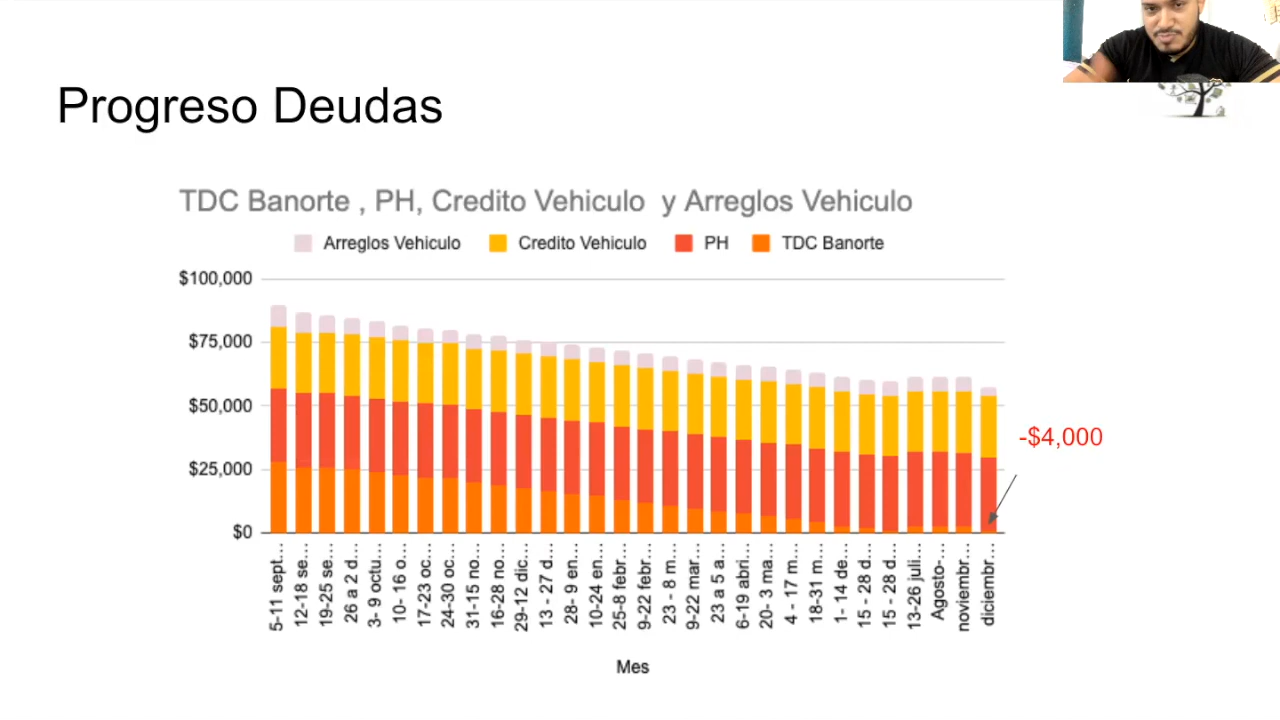 Progreso Deudas
TDC Banorte , PH, Credito Vehiculo  y Arreglos Vehiculo
Arreglos Vehiculo
Credito Vehiculo
PH
TDC Banorte
$100,000
$75,000
$50,000
$25,000
$0
-$4,000
5-11 sept…
12-18 se…
19-25 se…
26 a 2 d…
3- 9 octu…
10- 16 o…
17-23 oc…
24-30 oc…
31-15 no…
16-28 no…
29-12 dic…
13 - 27 d…
28- 9 en…
10-24 en…
25-8 febr…
9-22 febr…
23 - 8 m…
9-22 mar…
23 a 5 a…
6-19 abri…
20- 3 ma…
4 - 17 m…
18-31 m…
1- 14 de…
15 - 28 d…
15 - 28 d…
13-26 juli…
Agosto-…
noviembr…
diciembr…
Mes